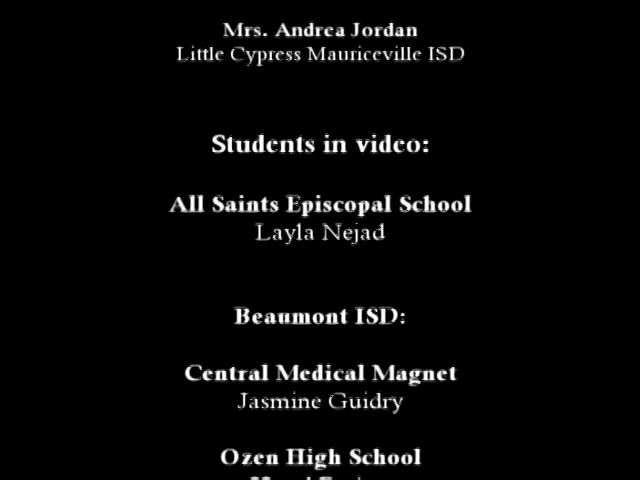 Mrs. Andrea Jordan
Little Cypress Mauriceville ISD
Students in video:
All Saints Episcopal School
Layla Nejad
Beaumont ISD:
Central Medical Magnet
Jasmine Guidry
Ozen High School